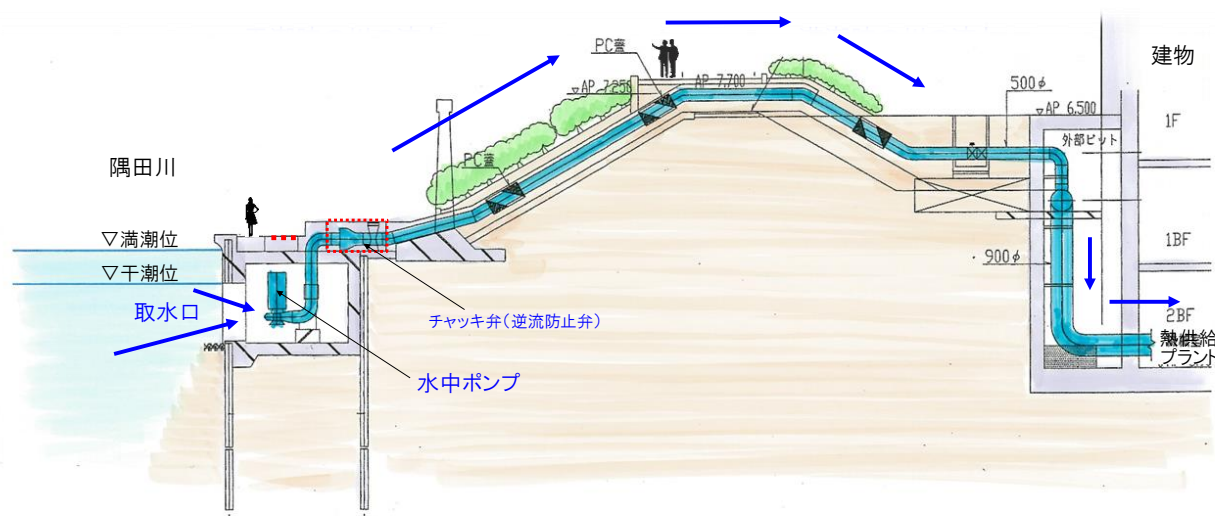 建物
PC蓋
▽AP 7,250
AP 7,700
500φ
▽AP 6,500
1F
外部ピット
隅田川
PC蓋
▽満潮位
▽干潮位
1BF
900φ
取水口
チャッキ弁(逆流防止弁)
2BF
熱供給
プラント
水中ポンプ